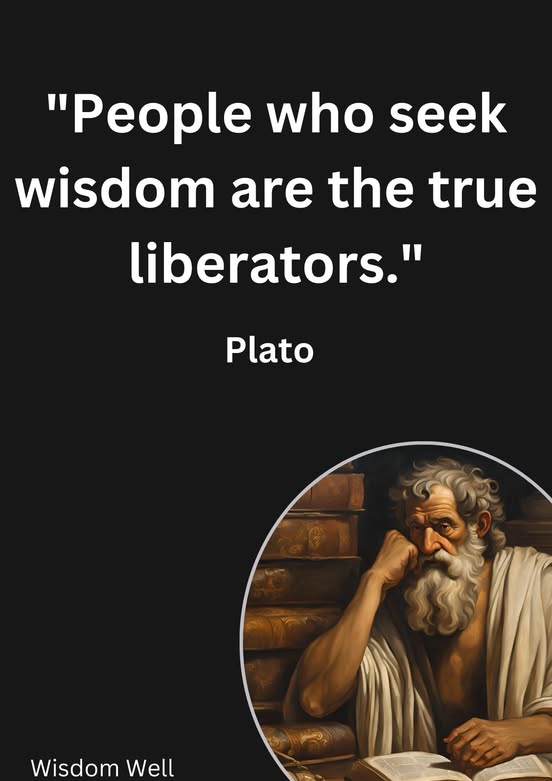 "People who seek
wisdom are the true
liberators."
Plato
Wisdom Well